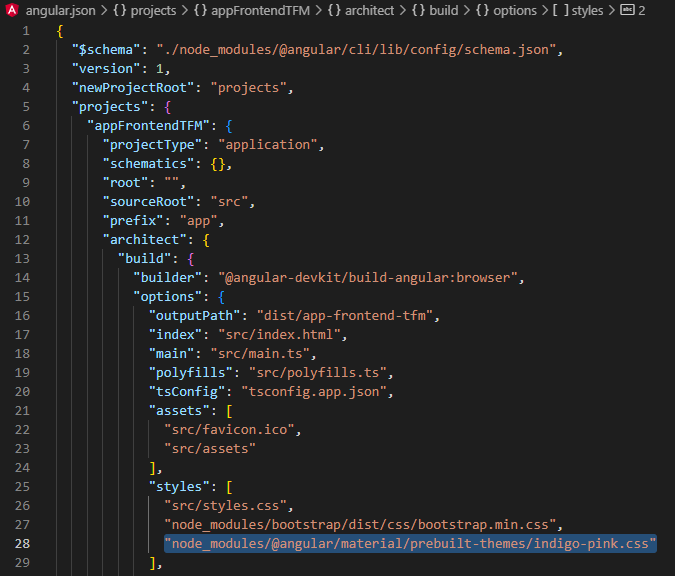 angular.json > {} projects > {} appFrontendTFM > {} architect > {} build > {} options > [ ] styles > abc 2
1 {
2 "$schema": "./node_modules/@angular/cli/lib/config/schema.json",
3 "version": 1,
4 "newProjectRoot": "projects",
5 "projects": {
6 "appFrontendTFM": {
7 "projectType": "application",
8 "schematics": {},
9 "root": "",
10 "sourceRoot": "src",
11 "prefix": "app",
12 "architect": {
13 "build": {
14 "builder": "@angular-devkit/build-angular:browser",
15 "options": {
16 "outputPath": "dist/app-frontend-tfm",
17 "index": "src/index.html",
18 "main": "src/main.ts",
19 "polyfills": "src/polyfills.ts",
20 "tsConfig": "tsconfig.app.json",
21 "assets": [
22 "src/favicon.ico",
23 "src/assets"
24 ],
25 "styles": [
26 "src/styles.css",
27 "node_modules/bootstrap/dist/css/bootstrap.min.css",
28 "node_modules/@angular/material/prebuilt-themes/indigo-pink.css"
29 ],